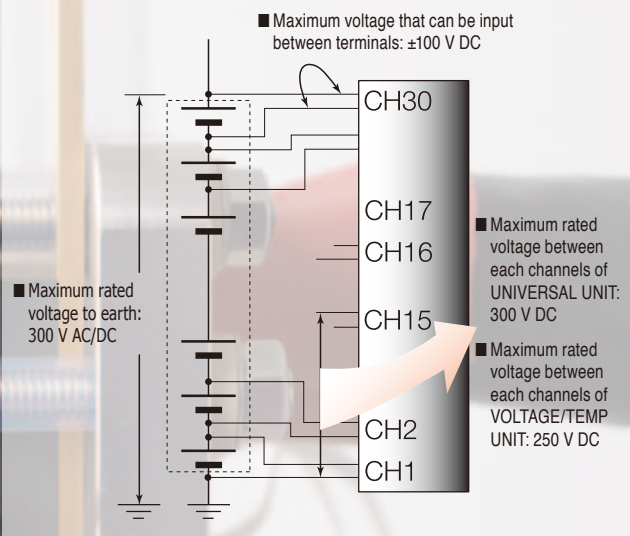 ■ Maximum voltage that can be input
between terminals: ±100 V DC
CH30
CH17
CH16
■ Maximum rated
voltage between
each channels of
UNIVERSAL UNIT:
300 V DC
■ Maximum rated
voltage to earth:
300 V AC/DC
CH15
■ Maximum rated
voltage between
each channels of
VOLTAGE/TEMP
UNIT: 250 V DC
CH2
CH1